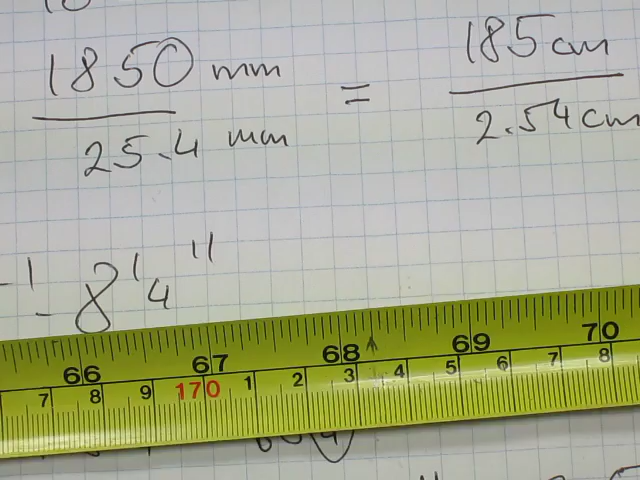 1850 mm = 185 cm
25.4 mm 2.54 cm
8' 4"
66 67 68 69 70
7 8 9 170 1 2 3 4 5 6 7 8